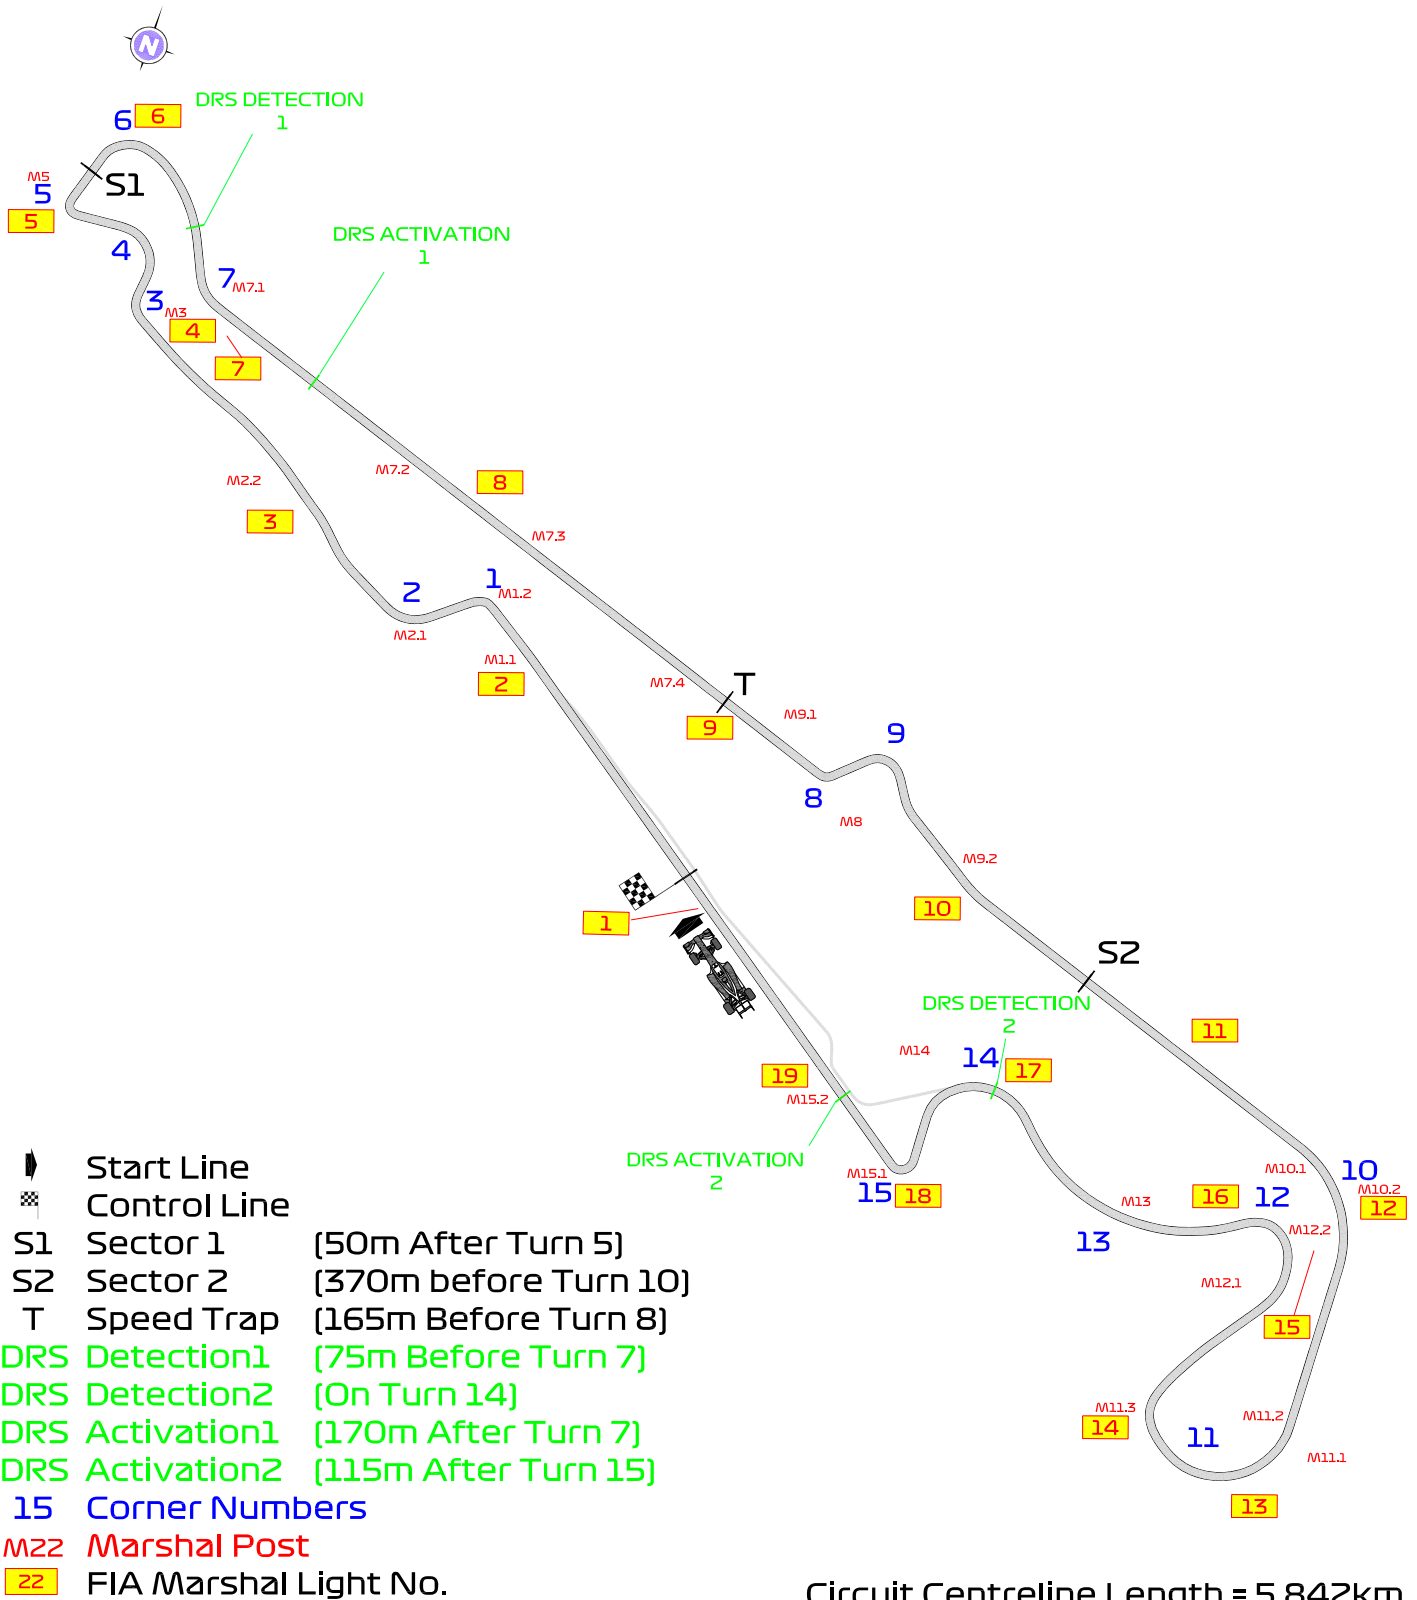 N
6
6
DRS DETECTION
1
M5
5
5
S1
4
DRS ACTIVATION
1
7
M7.1
3
M3
4
7
M7.2
M2.2
8
3
M7.3
1
M1.2
2
M2.1
M1.1
2
M7.4
T
9
M9.1
9
8
M8
M9.2
10
1
S2
DRS DETECTION
2
11
M14
14
17
19
M15.2
DRS ACTIVATION
2
M15.1
15
18
M10.1
10
M10.2
12
16
12
M13
13
M12.2
M12.1
15
M11.3
14
M11.2
11
M11.1
13
Start Line
Control Line
S1 Sector 1 (50m After Turn 5)
S2 Sector 2 (370m before Turn 10)
T Speed Trap (165m Before Turn 8)
DRS Detection1 (75m Before Turn 7)
DRS Detection2 (On Turn 14)
DRS Activation1 (170m After Turn 7)
DRS Activation2 (115m After Turn 15)
15 Corner Numbers
M22 Marshal Post
22 FIA Marshal Light No.
Circuit Centreline Length = 5.842km